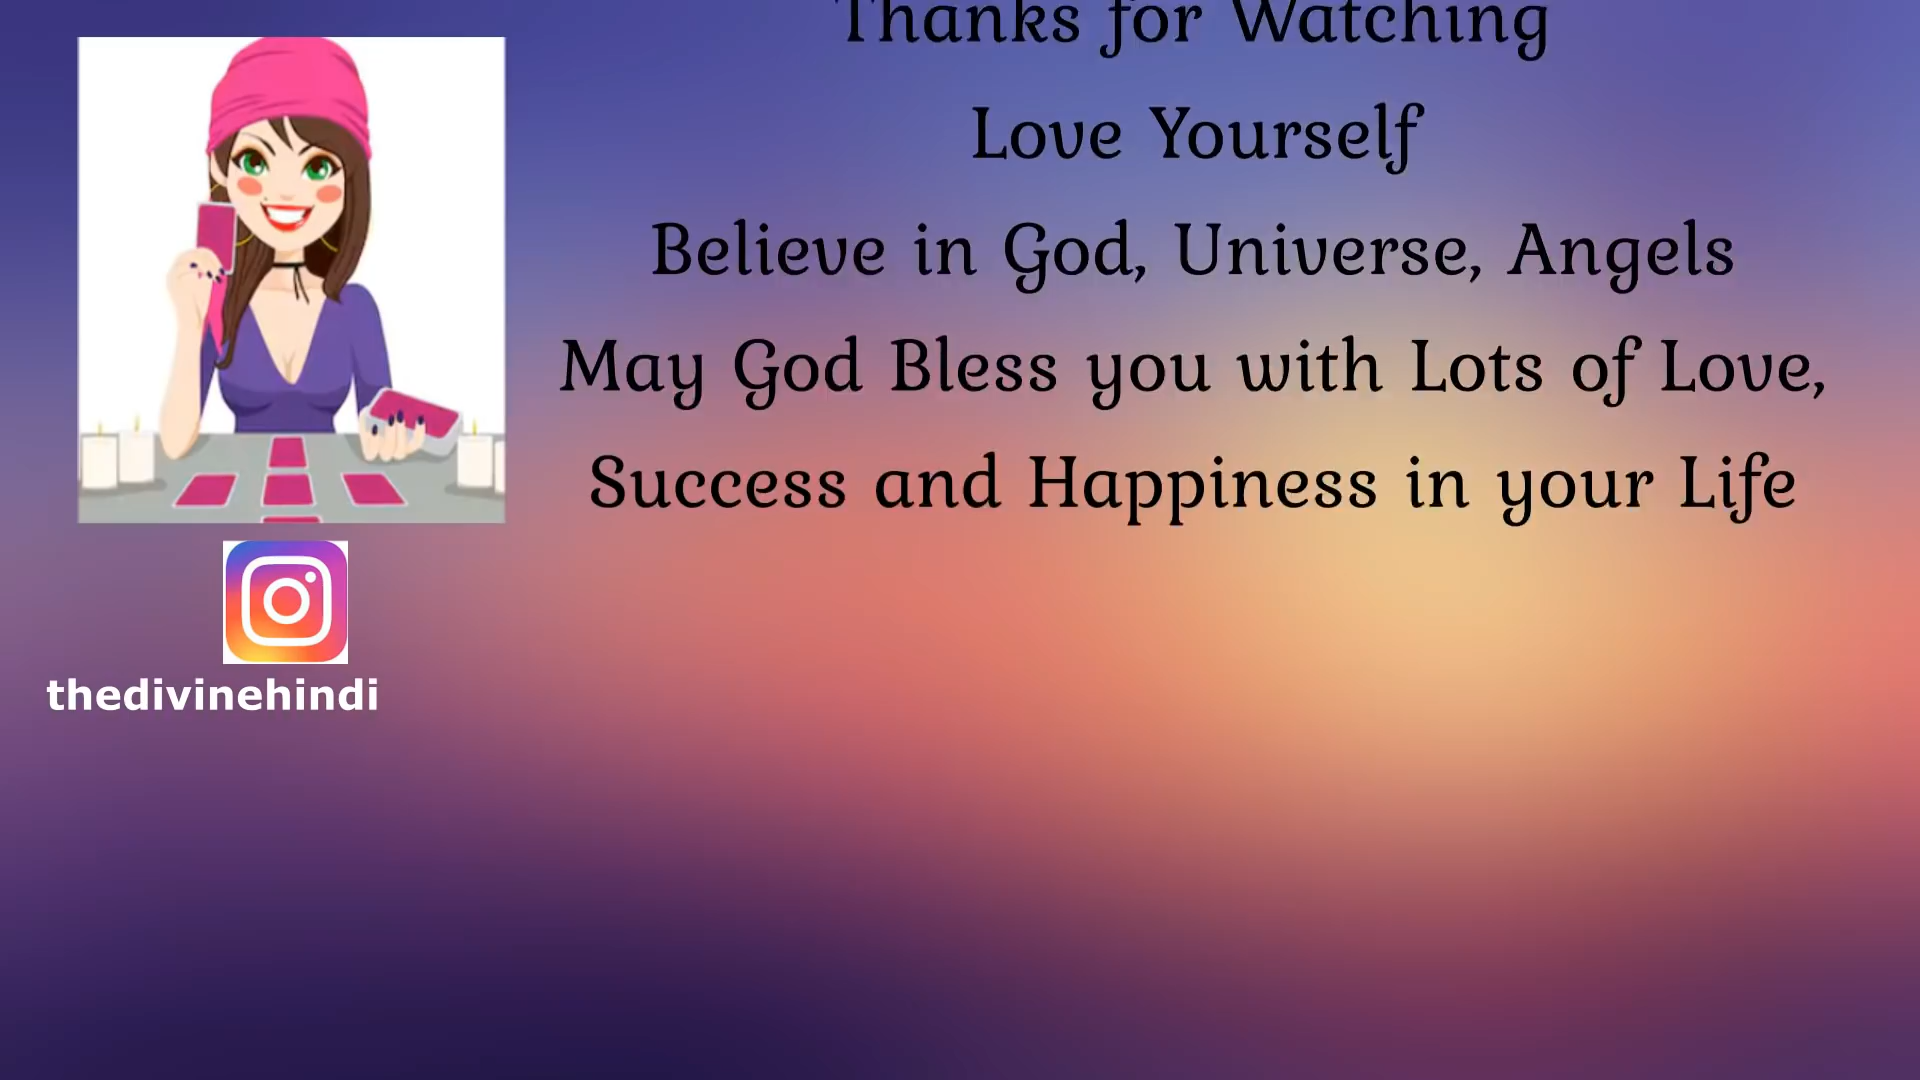 Thanks for Watching
Love Yourself
Believe in God, Universe, Angels
May God Bless you with Lots of Love,
Success and Happiness in your Life
thedivinehindi